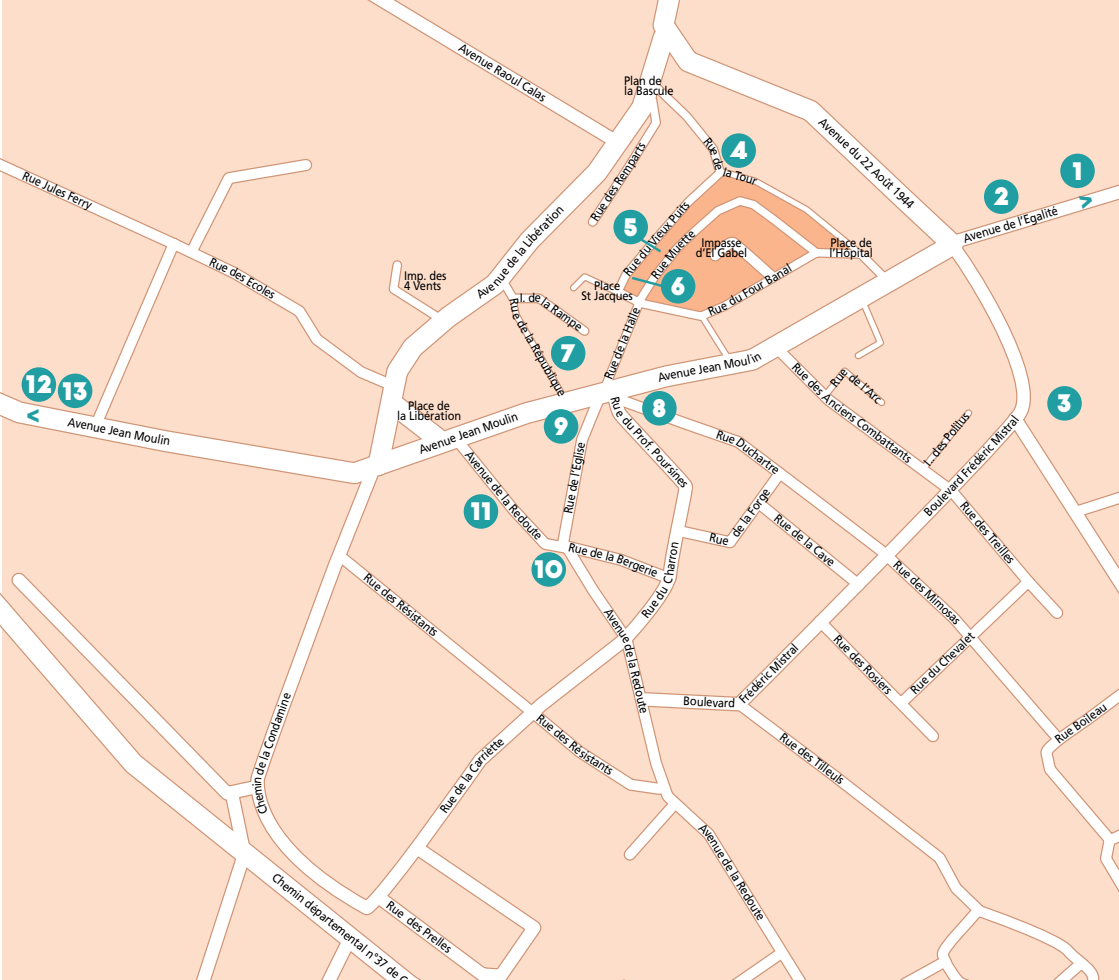 Avenue Raoul Calas
Plan de
la Bascule
Avenue du 22 Août 1944
Rue de
la Tour
4
1
2
>
Avenue de l'Egalité
Rue des Remparts
Rue Jules Ferry
Rue des Ecoles
Avenue de la Libération
5
Rue du Vieux Puits
Rue Muette
Impasse
d'El Gabel
Place de
l'Hôpital
6
Rue du Four Banal
Place
St Jacques
Imp. des
4 Vents
I. de la Rampe
Rue de la République
7
Rue de la Halle
Avenue Jean Moulin
Rue des Anciens Combattants
Rue de l'Arc
I. des Pollilus
Boulevard Frédéric Mistral
3
12
13
<
Avenue Jean Moulin
Place de
la Libération
Avenue Jean Moulin
9
8
Rue du Prof. Poursines
Rue Duchartre
Rue de l'Eglise
Avenue de la Redoute
11
10
Rue de la Bergerie
Rue du Charron
Rue
de la Forge
Rue de la Cave
Rue des Treilles
Rue des Mimosas
Rue du Chevalet
Rue des Rosiers
Rue des Résistants
Avenue de la Redoute
Boulevard
Frédéric Mistral
Rue Boileau
Rue des Tilleuls
Rue des Résistants
Rue de la Carriètte
Chemin de la Condamine
Avenue de la Redoute
Rue des Prelles
Chemin départemental n°37 de